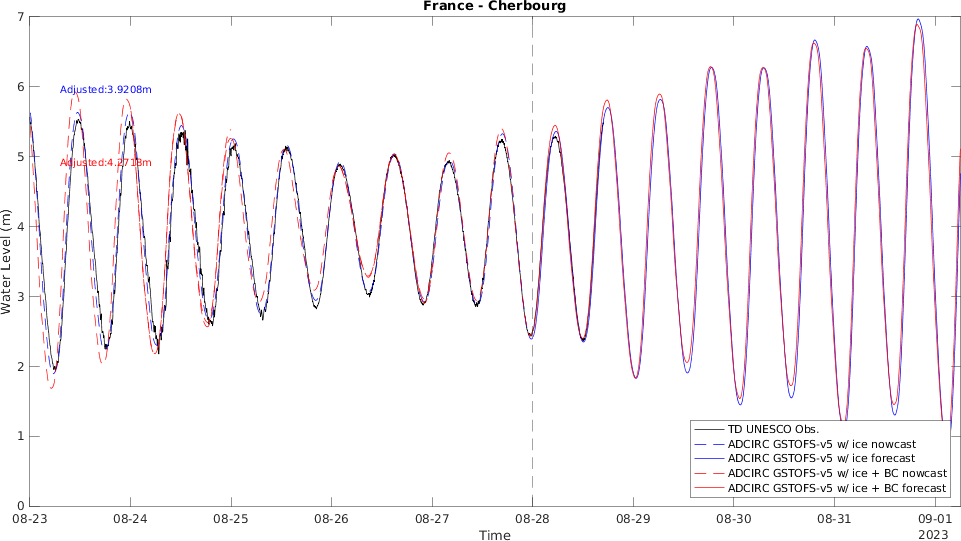 France - Cherbourg
7
6
5
4
3
2
1
0
Water Level (m)
Adjusted:3.9208m
Adjusted:4.2713m
TD UNESCO Obs.
ADCIRC GSTOFS-v5 w/ ice nowcast
ADCIRC GSTOFS-v5 w/ ice forecast
ADCIRC GSTOFS-v5 w/ ice + BC nowcast
ADCIRC GSTOFS-v5 w/ ice + BC forecast
08-23 08-24 08-25 08-26 08-27 08-28 08-29 08-30 08-31 09-01
2023
Time